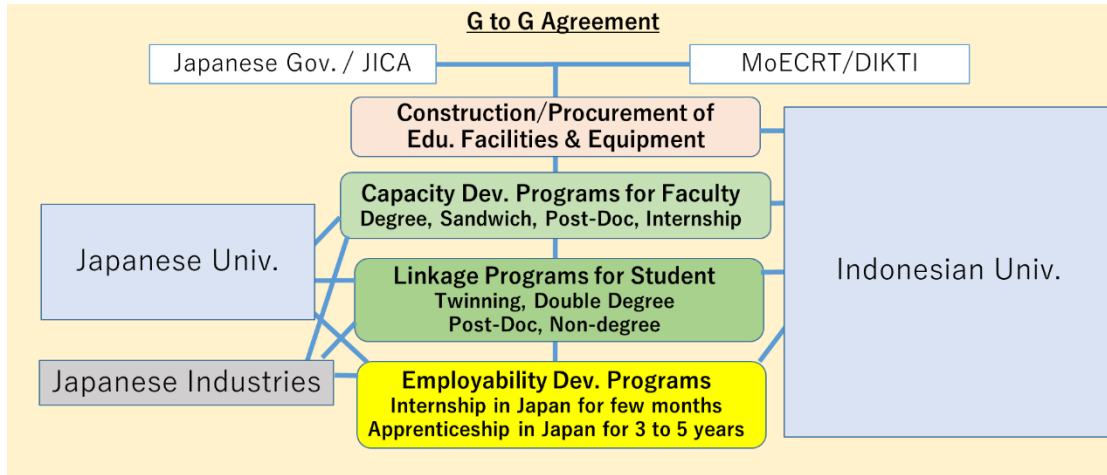 G to G Agreement
Japanese Gov. / JICA
MoECRT/DIKTI
Construction/Procurement of
Edu. Facilities & Equipment
Capacity Dev. Programs for Faculty
Degree, Sandwich, Post-Doc, Internship
Japanese Univ.
Linkage Programs for Student
Twinning, Double Degree
Post-Doc, Non-degree
Indonesian Univ.
Japanese Industries
Employability Dev. Programs
Internship in Japan for few months
Apprenticeship in Japan for 3 to 5 years